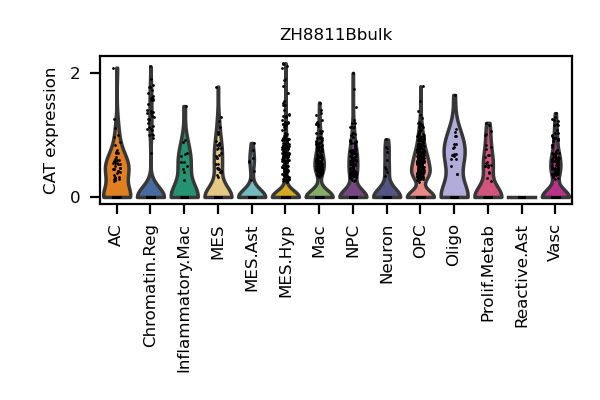 ZH8811Bbulk
CAT expression
2
0
AC
Chromatin.Reg
Inflammatory.Mac
MES
MES.Ast
MES.Hyp
Mac
NPC
Neuron
OPC
Oligo
Prolif.Metab
Reactive.Ast
Vasc